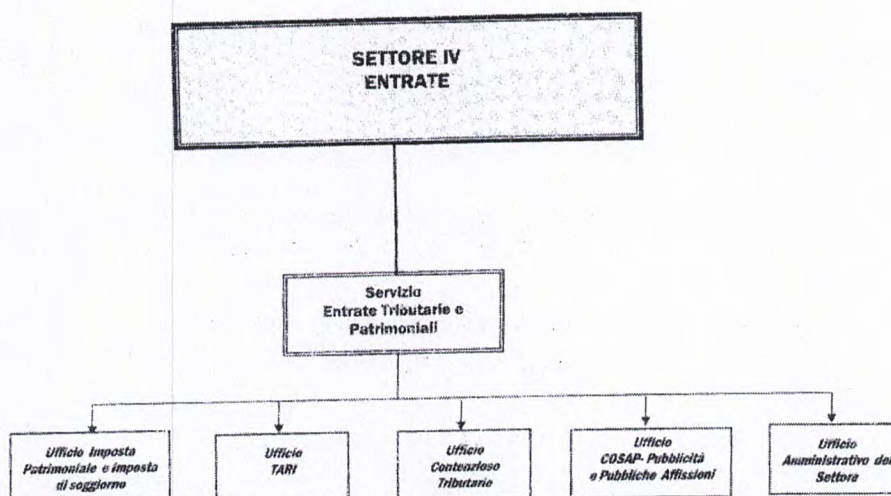 SETTORE IV
ENTRATE
Servizio
Entrate Tributarie e
Patrimoniali
Ufficio Imposta
Patrimoniale e imposta
di soggiorno
Ufficio
TARI
Ufficio
Contenzioso
Tributario
Ufficio
COSAP- Pubblicità
e Pubbliche Affissioni
Ufficio
Amministrativo del
Settore